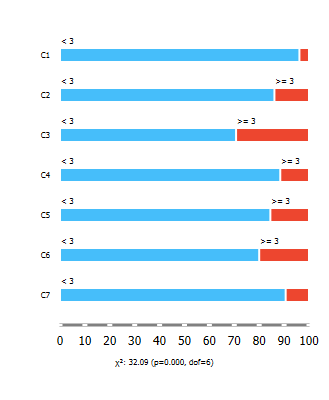 < 3
C1
< 3 >= 3
C2
< 3 >= 3
C3
< 3 >= 3
C4
< 3 >= 3
C5
< 3 >= 3
C6
< 3
C7
0 10 20 30 40 50 60 70 80 90 100
χ²: 32.09 (p=0.000, dof=6)